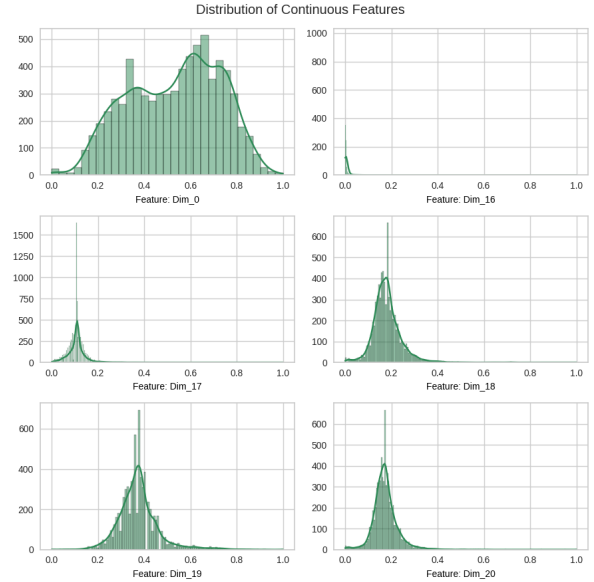 Distribution of Continuous Features
500
400
300
200
100
0
0.0 0.2 0.4 0.6 0.8 1.0
Feature: Dim_0
1000
800
600
400
200
0
0.0 0.2 0.4 0.6 0.8 1.0
Feature: Dim_16
1500
1250
1000
750
500
250
0
0.0 0.2 0.4 0.6 0.8 1.0
Feature: Dim_17
600
500
400
300
200
100
0
0.0 0.2 0.4 0.6 0.8 1.0
Feature: Dim_18
600
400
200
0
0.0 0.2 0.4 0.6 0.8 1.0
Feature: Dim_19
600
500
400
300
200
100
0
0.0 0.2 0.4 0.6 0.8 1.0
Feature: Dim_20